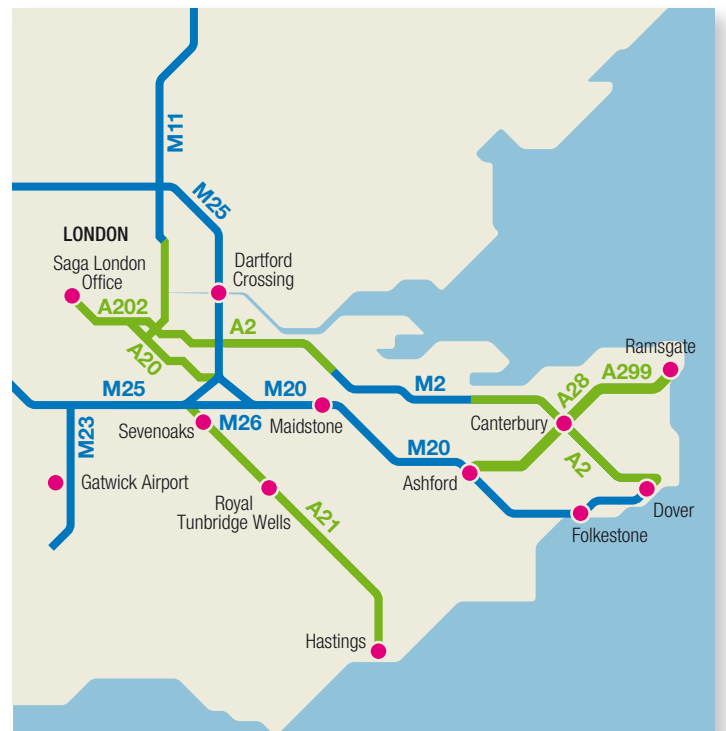 M11
M25
LONDON
Saga London
Office
Dartford
Crossing
A202
A2
A20
Ramsgate
A299
A28
M25
M20
M2
M23
Sevenoaks
M26
Maidstone
Canterbury
M20
A2
Gatwick Airport
Ashford
Royal
Tunbridge Wells
A21
Dover
Folkestone
Hastings